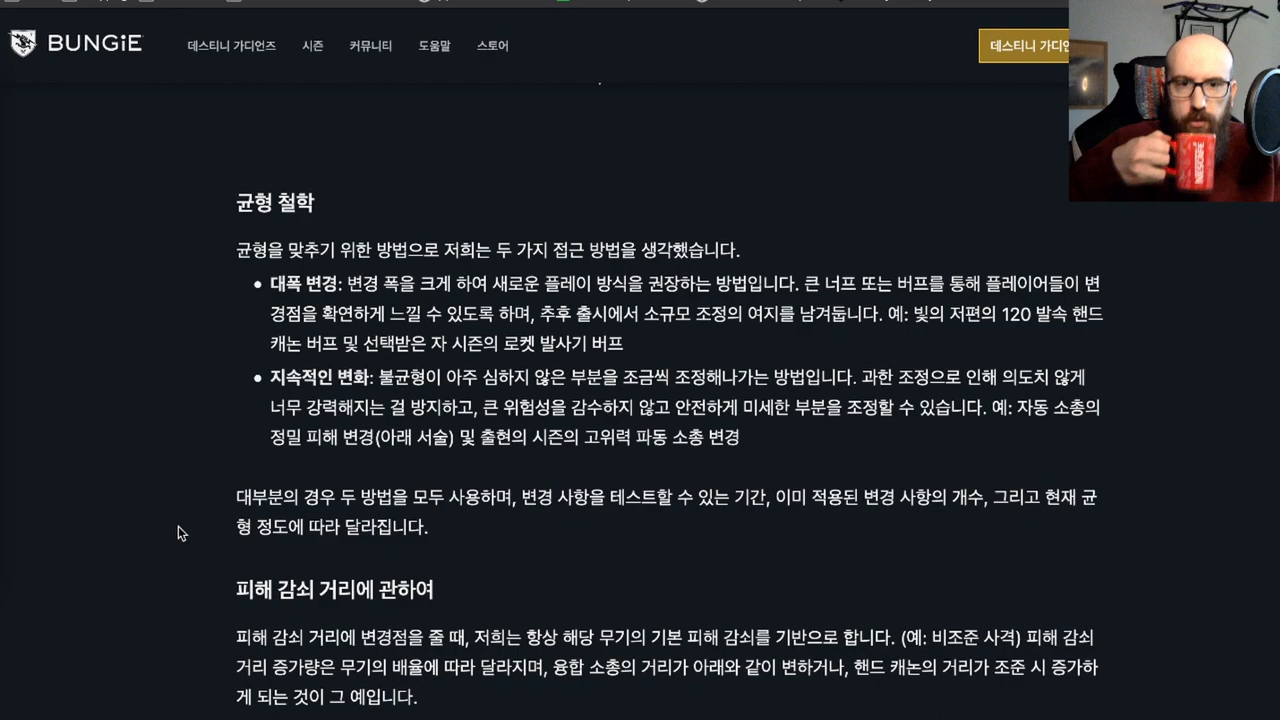 BUNGiE
데스티니 가디언즈
시즌
커뮤니티
도움말
스토어
데스티니
균형 철학
균형을 맞추기 위한 방법으로 저희는 두 가지 접근 방법을 생각했습니다.
• 대폭 변경: 변경 폭을 크게 하여 새로운 플레이 방식을 권장하는 방법입니다. 큰 너프 또는 버프를 통해 플레이어들이 변
경점을 확연하게 느낄 수 있도록 하며, 추후 출시에서 소규모 조정의 여지를 남겨둡니다. 예: 빛의 저편의 120 발속 핸드
캐논 버프 및 선택받은 자 시즌의 로켓 발사기 버프
• 지속적인 변화: 불균형이 아주 심하지 않은 부분을 조금씩 조정해나가는 방법입니다. 과한 조정으로 인해 의도치 않게
너무 강력해지는 걸 방지하고, 큰 위험성을 감수하지 않고 안전하게 미세한 부분을 조정할 수 있습니다. 예: 자동 소총의
정밀 피해 변경(아래 서술) 및 출현의 시즌의 고위력 파동 소총 변경
대부분의 경우 두 방법을 모두 사용하며, 변경 사항을 테스트할 수 있는 기간, 이미 적용된 변경 사항의 개수, 그리고 현재 균
형 정도에 따라 달라집니다.
피해 감쇠 거리에 관하여
피해 감쇠 거리에 변경점을 줄 때, 저희는 항상 해당 무기의 기본 피해 감쇠를 기반으로 합니다. (예: 비조준 사격) 피해 감쇠
거리 증가량은 무기의 배율에 따라 달라지며, 융합 소총의 거리가 아래와 같이 변하거나, 핸드 캐논의 거리가 조준 시 증가하
게 되는 것이 그 예입니다.
NESCAFÉ